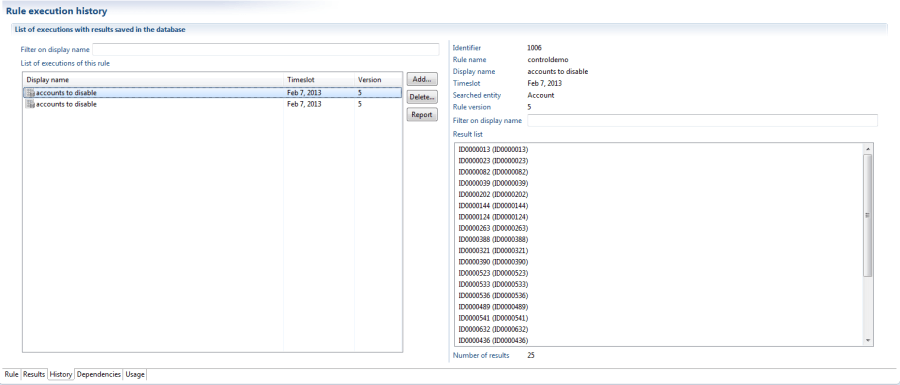 Rule execution history
List of executions with results saved in the database
Filter on display name
List of executions of this rule
Display name Timeslot Version
accounts to disable Feb 7, 2013 5
accounts to disable Feb 7, 2013 5
Add...
Delete...
Report
Identifier 1006
Rule name controldemo
Display name accounts to disable
Timeslot Feb 7, 2013
Searched entity Account
Rule version 5
Filter on display name
Result list
ID0000013 (ID0000013)
ID0000023 (ID0000023)
ID0000082 (ID0000082)
ID0000039 (ID0000039)
ID0000202 (ID0000202)
ID0000144 (ID0000144)
ID0000124 (ID0000124)
ID0000263 (ID0000263)
ID0000388 (ID0000388)
ID0000321 (ID0000321)
ID0000390 (ID0000390)
ID0000523 (ID0000523)
ID0000533 (ID0000533)
ID0000536 (ID0000536)
ID0000489 (ID0000489)
ID0000541 (ID0000541)
ID0000632 (ID0000632)
ID0000436 (ID0000436)
Number of results 25
Rule Results History Dependencies Usage